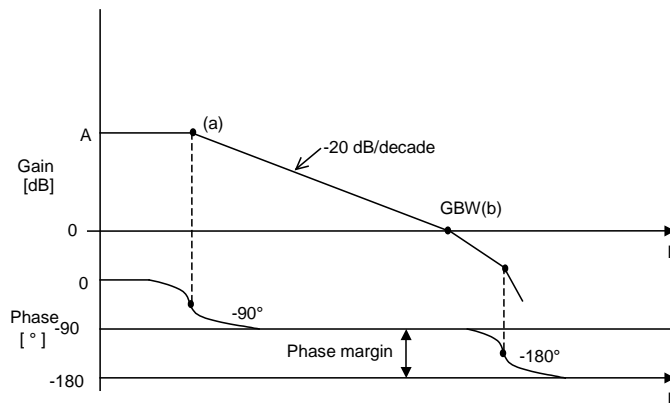 (a)
A
-20 dB/decade
Gain
[dB]
GBW(b)
0
0
-90°
Phase
-90
[ ° ]
Phase margin
-180°
-180